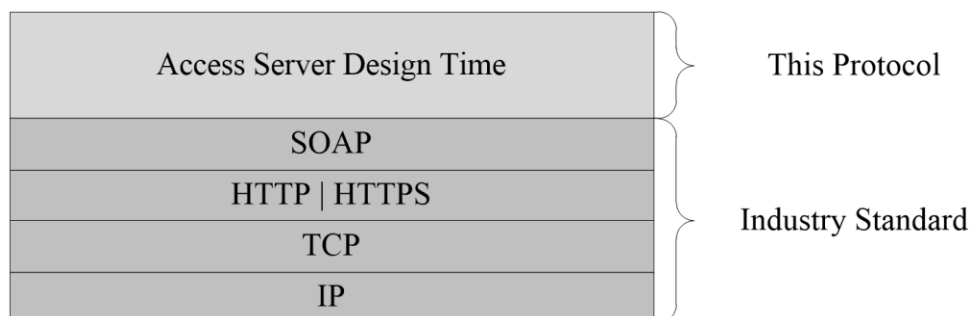 Access Server Design Time
This Protocol
SOAP
HTTP | HTTPS
TCP
IP
Industry Standard